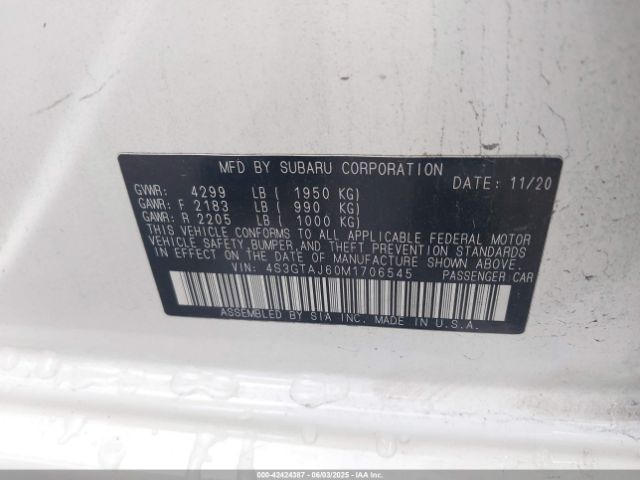 MFD BY SUBARU CORPORATION
DATE: 11/20
GVWR: 4299 LB ( 1950 KG)
GAWR: F 2183 LB ( 990 KG)
GAWR: R 2205 LB ( 1000 KG)
THIS VEHICLE CONFORMS TO ALL APPLICABLE FEDERAL MOTOR
VEHICLE SAFETY, BUMPER, AND THEFT PREVENTION STANDARDS
IN EFFECT ON THE DATE OF MANUFACTURE SHOWN ABOVE.
VIN: 4S3GTAJ60M1706545 PASSENGER CAR
ASSEMBLED BY SIA INC. MADE IN U.S.A.
000-42424387 - 06/03/2025 - IAAI.COM